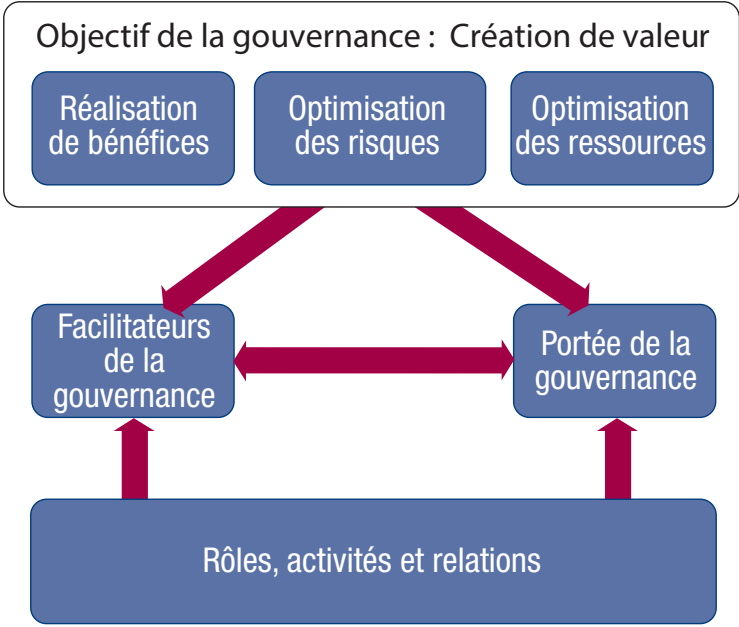 Objectif de la gouvernance : Création de valeur
Réalisation
de bénéfices
Optimisation
des risques
Optimisation
des ressources
Facilitateurs
de la
gouvernance
Portée de la
gouvernance
Rôles, activités et relations